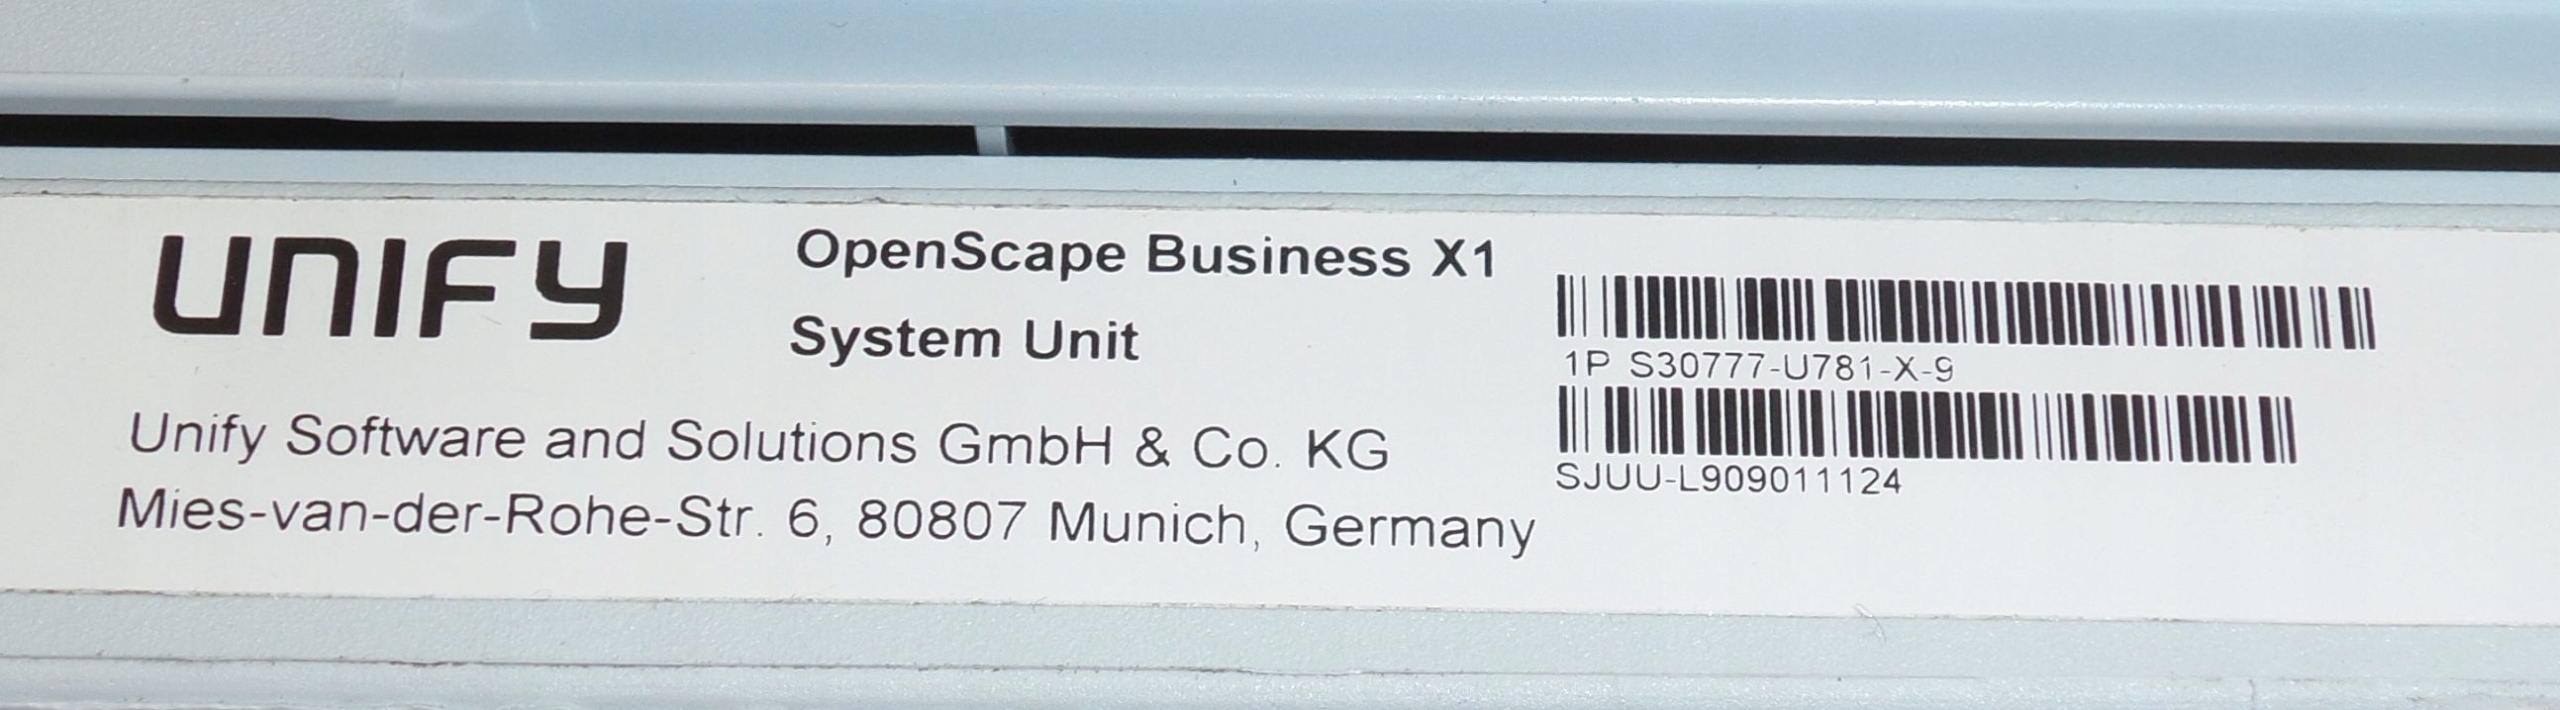 UNIFY
OpenScape Business X1
System Unit
Unify Software and Solutions GmbH & Co. KG
Mies-van-der-Rohe-Str. 6, 80807 Munich, Germany
1P S30777-U781-X-9
SJUU-L909011124